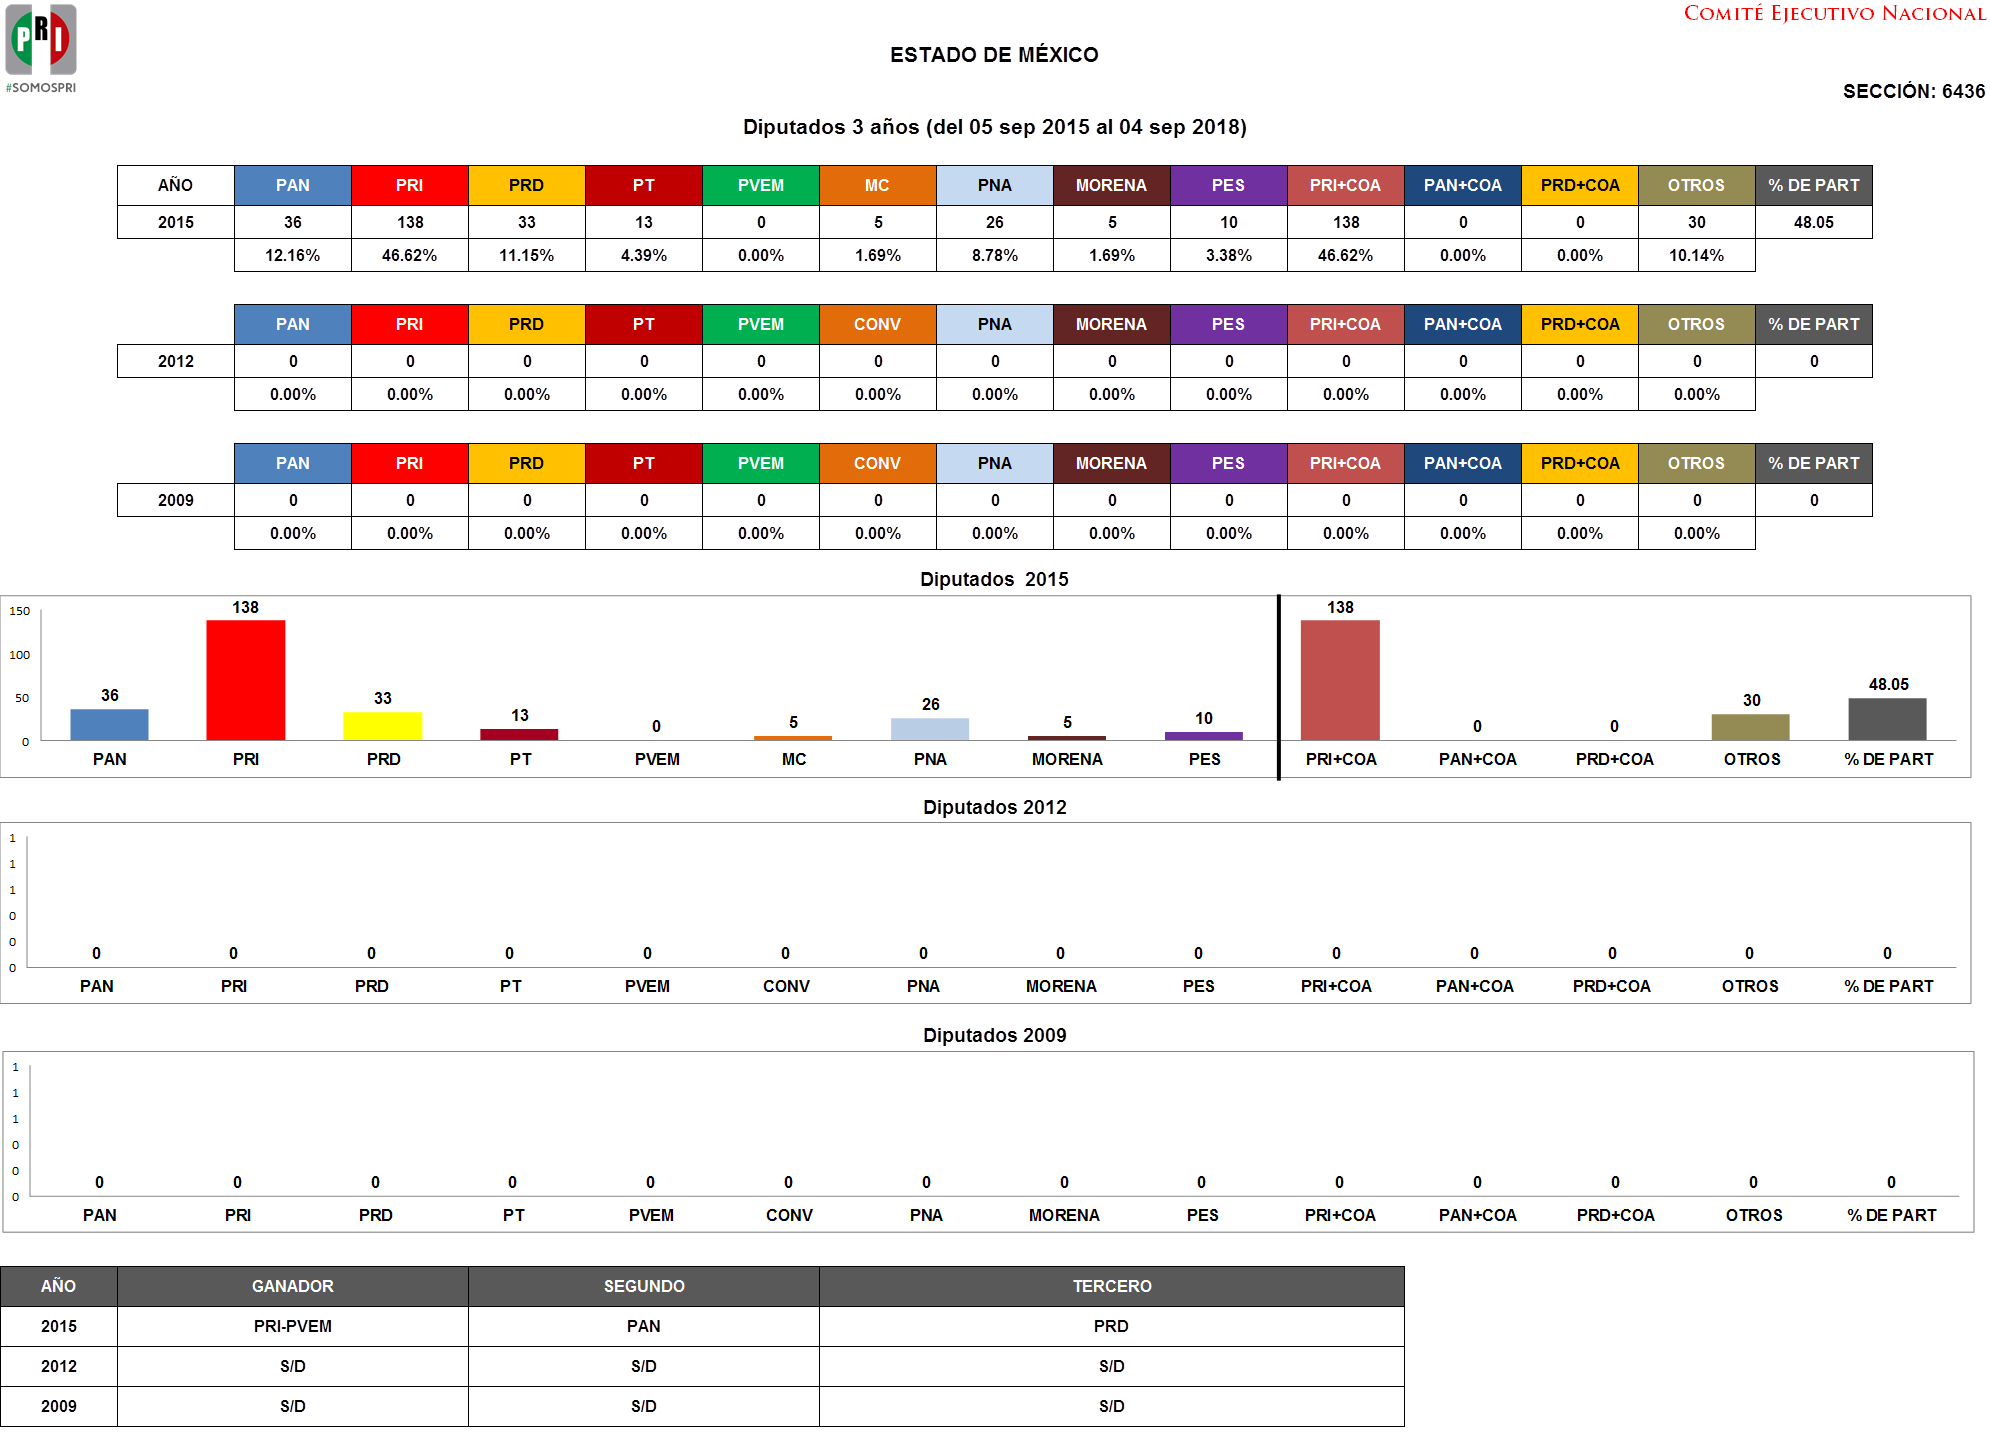 PRI
#SOMOSPRI
COMITÉ EJECUTIVO NACIONAL
ESTADO DE MÉXICO
SECCIÓN: 6436
Diputados 3 años (del 05 sep 2015 al 04 sep 2018)
AÑO PAN PRI PRD PT PVEM MC PNA MORENA PES PRI+COA PAN+COA PRD+COA OTROS % DE PART
2015 36 138 33 13 0 5 26 5 10 138 0 0 30 48.05
12.16% 46.62% 11.15% 4.39% 0.00% 1.69% 8.78% 1.69% 3.38% 46.62% 0.00% 0.00% 10.14%
PAN PRI PRD PT PVEM CONV PNA MORENA PES PRI+COA PAN+COA PRD+COA OTROS % DE PART
2012 0 0 0 0 0 0 0 0 0 0 0 0 0 0
0.00% 0.00% 0.00% 0.00% 0.00% 0.00% 0.00% 0.00% 0.00% 0.00% 0.00% 0.00% 0.00%
PAN PRI PRD PT PVEM CONV PNA MORENA PES PRI+COA PAN+COA PRD+COA OTROS % DE PART
2009 0 0 0 0 0 0 0 0 0 0 0 0 0 0
0.00% 0.00% 0.00% 0.00% 0.00% 0.00% 0.00% 0.00% 0.00% 0.00% 0.00% 0.00% 0.00%
Diputados 2015
150
100
50
0
36 138 33 13 0 5 26 5 10 138 0 0 30 48.05
PAN PRI PRD PT PVEM MC PNA MORENA PES PRI+COA PAN+COA PRD+COA OTROS % DE PART
Diputados 2012
1
1
1
0
0
0
0 0 0 0 0 0 0 0 0 0 0 0 0 0
PAN PRI PRD PT PVEM CONV PNA MORENA PES PRI+COA PAN+COA PRD+COA OTROS % DE PART
Diputados 2009
1
1
1
0
0
0
0 0 0 0 0 0 0 0 0 0 0 0 0 0
PAN PRI PRD PT PVEM CONV PNA MORENA PES PRI+COA PAN+COA PRD+COA OTROS % DE PART
AÑO GANADOR SEGUNDO TERCERO
2015 PRI-PVEM PAN PRD
2012 S/D S/D S/D
2009 S/D S/D S/D